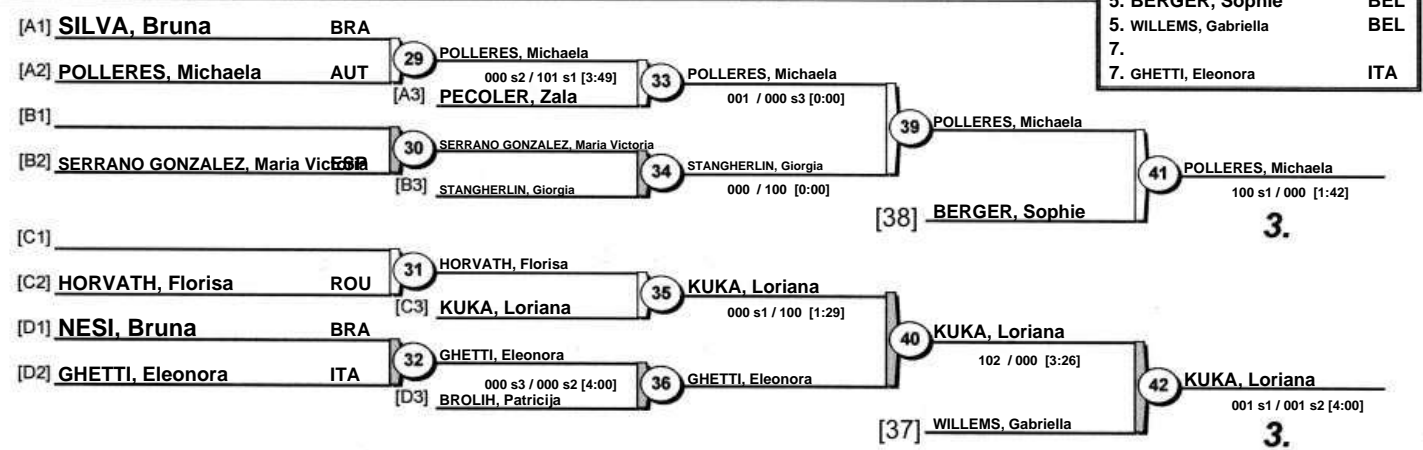 5. BERGER, Sophie BEL
5. WILLEMS, Gabriella BEL
7.
7. GHETTI, Eleonora ITA
[A1] SILVA, Bruna BRA
29
[A2] POLLERES, Michaela AUT
POLLERES, Michaela
000 s2 / 101 s1 [3:49]
[A3] PECOLER, Zala
33
POLLERES, Michaela
001 / 000 s3 [0:00]
[B1]
30
[B2] SERRANO GONZALEZ, Maria Victoria ESP
SERRANO GONZALEZ, Maria Victoria
[B3] STANGHERLIN, Giorgia
34
STANGHERLIN, Giorgia
000 / 100 [0:00]
39
POLLERES, Michaela
[38] BERGER, Sophie
41
POLLERES, Michaela
100 s1 / 000 [1:42]
3.
[C1]
31
[C2] HORVATH, Florisa ROU
HORVATH, Florisa
[C3] KUKA, Loriana
35
KUKA, Loriana
000 s1 / 100 [1:29]
[D1] NESI, Bruna BRA
32
[D2] GHETTI, Eleonora ITA
GHETTI, Eleonora
000 s3 / 000 s2 [4:00]
[D3] BROLIH, Patricija
36
GHETTI, Eleonora
40
KUKA, Loriana
102 / 000 [3:26]
[37] WILLEMS, Gabriella
42
KUKA, Loriana
001 s1 / 001 s2 [4:00]
3.